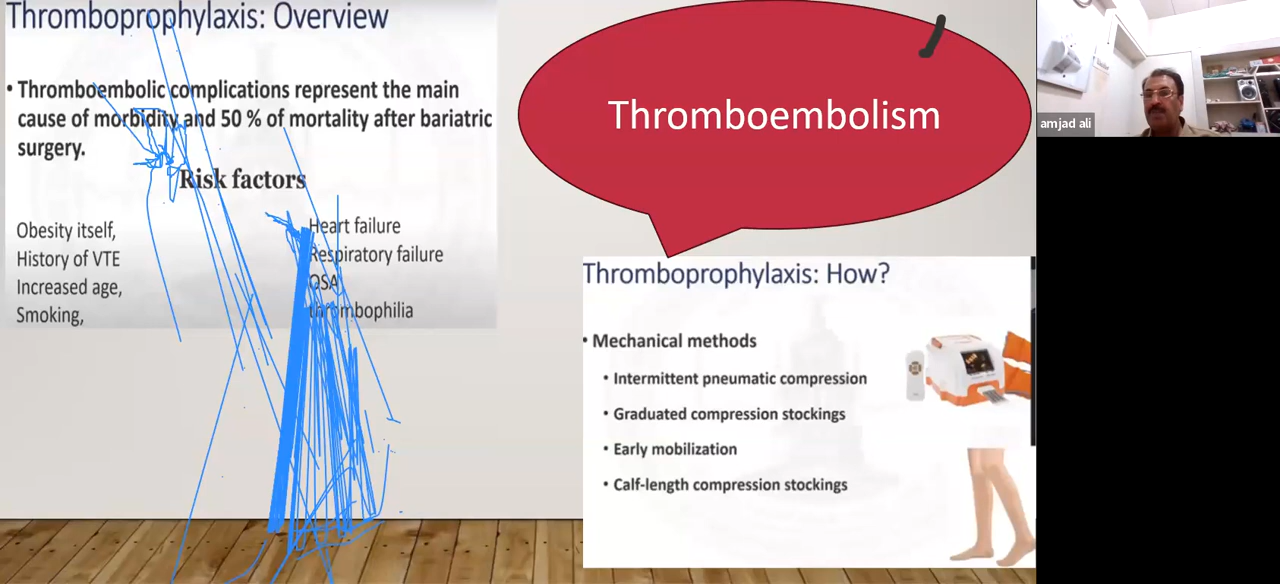 Thromboprophylaxis: Overview
• Thromboembolic complications represent the main
cause of morbidity and 50 % of mortality after bariatric
surgery.
Risk factors
Obesity itself,
History of VTE
Increased age,
Smoking,
Heart failure
Respiratory failure
OSA
thrombophilia
Thromboembolism
Thromboprophylaxis: How?
• Mechanical methods
• Intermittent pneumatic compression
• Graduated compression stockings
• Early mobilization
• Calf-length compression stockings
amjad ali